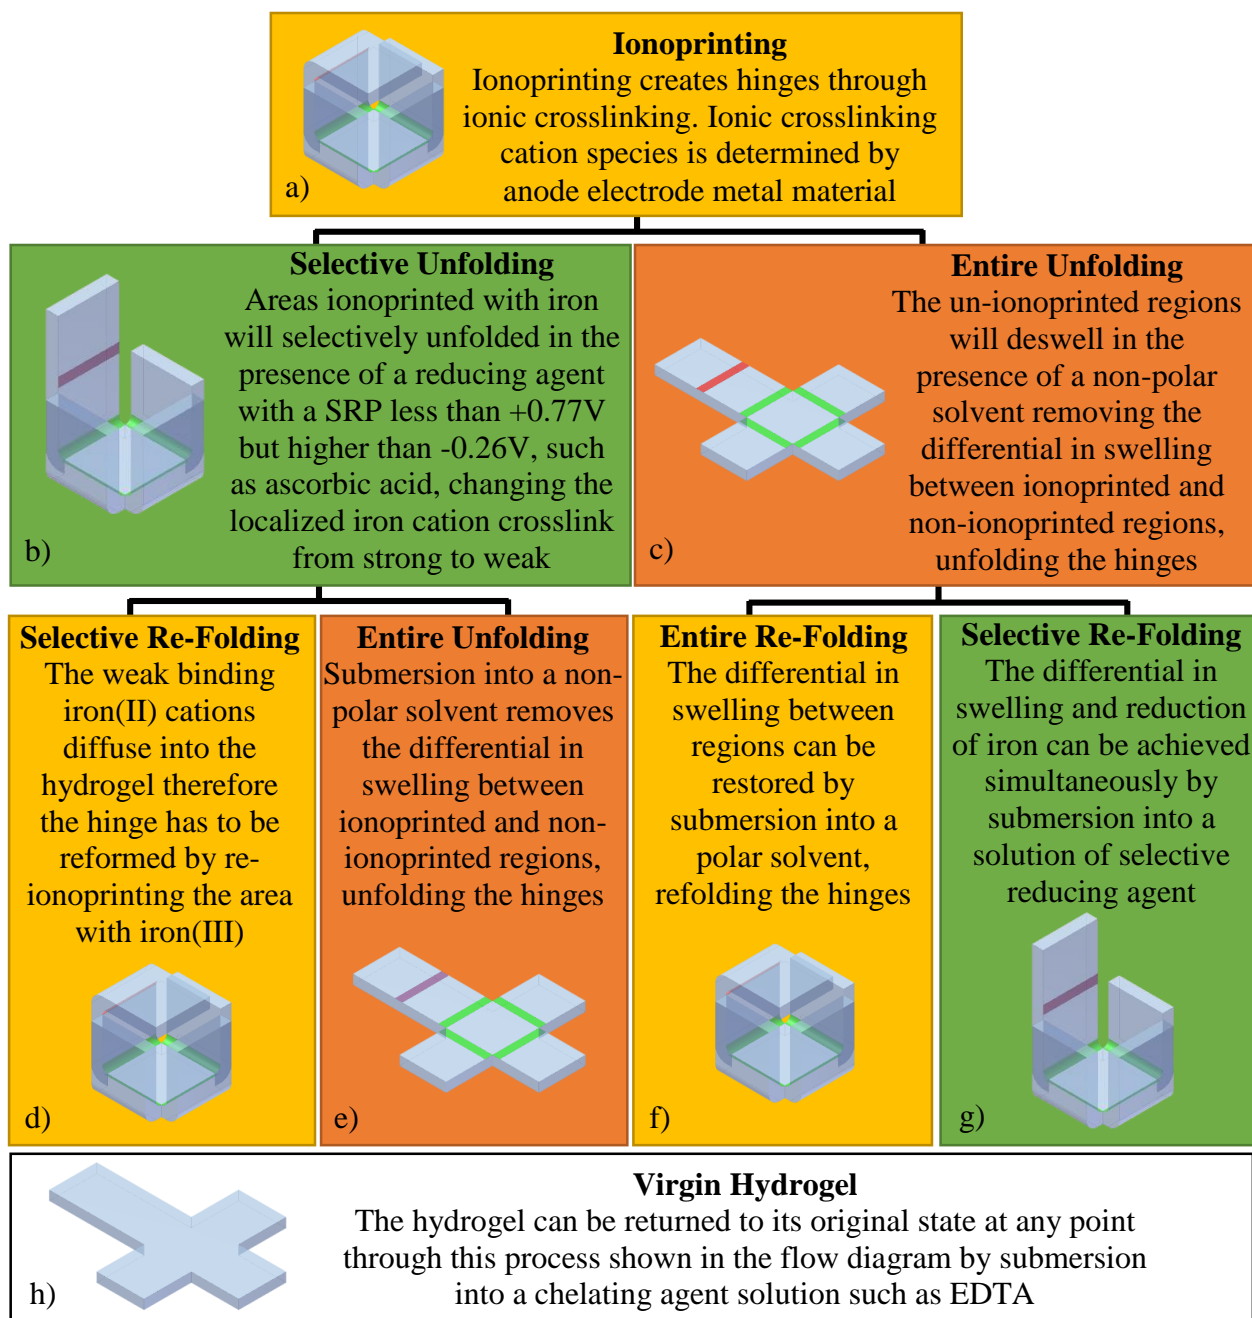 Ionoprinting
Ionoprinting creates hinges through
ionic crosslinking. Ionic crosslinking
cation species is determined by
anode electrode metal material
a)
Selective Unfolding
Areas ionoprinted with iron
will selectively unfolded in the
presence of a reducing agent
with a SRP less than +0.77V
but higher than -0.26V, such
as ascorbic acid, changing the
localized iron cation crosslink
from strong to weak
b)
Entire Unfolding
The un-ionoprinted regions
will deswell in the
presence of a non-polar
solvent removing the
differential in swelling
between ionoprinted and
non-ionoprinted regions,
unfolding the hinges
c)
Selective Re-Folding
The weak binding
iron(II) cations
diffuse into the
hydrogel therefore
the hinge has to be
reformed by re-
ionoprinting the area
with iron(III)
d)
Entire Unfolding
Submersion into a non-
polar solvent removes
the differential in
swelling between
ionoprinted and non-
ionoprinted regions,
unfolding the hinges
e)
Entire Re-Folding
The differential in
swelling between
regions can be
restored by
submersion into a
polar solvent,
refolding the hinges
f)
Selective Re-Folding
The differential in
swelling and reduction
of iron can be achieved
simultaneously by
submersion into a
solution of selective
reducing agent
g)
Virgin Hydrogel
The hydrogel can be returned to its original state at any point
through this process shown in the flow diagram by submersion
into a chelating agent solution such as EDTA
h)